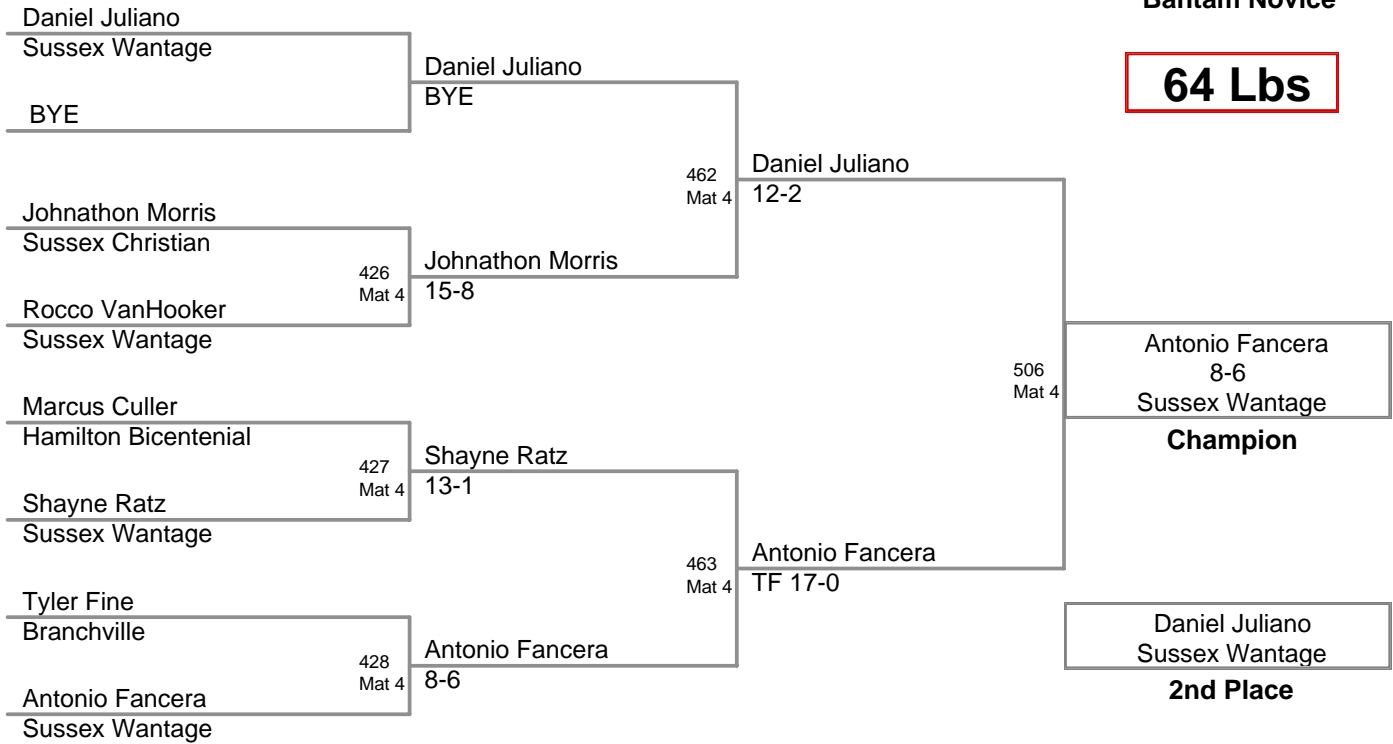 Bantam Novice
64 Lbs
Daniel Juliano
Sussex Wantage
BYE
Johnathon Morris
Sussex Christian
426
Mat 4
Rocco VanHooker
Sussex Wantage
Marcus Culler
Hamilton Bicentenial
427
Mat 4
Shayne Ratz
Sussex Wantage
Tyler Fine
Branchville
428
Mat 4
Antonio Fancera
Sussex Wantage
Daniel Juliano
BYE
462
Mat 4
Johnathon Morris
15-8
Shayne Ratz
13-1
463
Mat 4
Antonio Fancera
8-6
Daniel Juliano
12-2
506
Mat 4
Antonio Fancera
TF 17-0
Antonio Fancera
8-6
Sussex Wantage
Champion
Daniel Juliano
Sussex Wantage
2nd Place